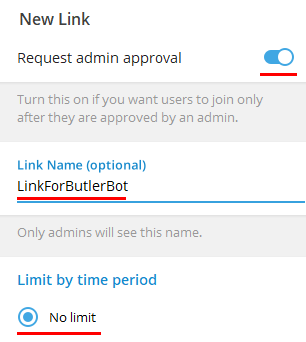 New Link
Request admin approval
Turn this on if you want users to join only
after they are approved by an admin.
Link Name (optional)
LinkForButlerBot
Only admins will see this name.
Limit by time period
No limit